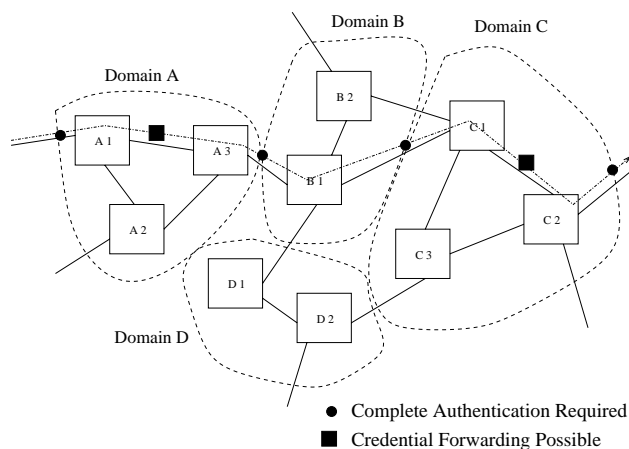 Domain B
Domain C
Domain A
B 2
A 1
C 1
A 3
B 1
A 2
C 2
C 3
D 1
D 2
Domain D
Complete Authentication Required
Credential Forwarding Possible